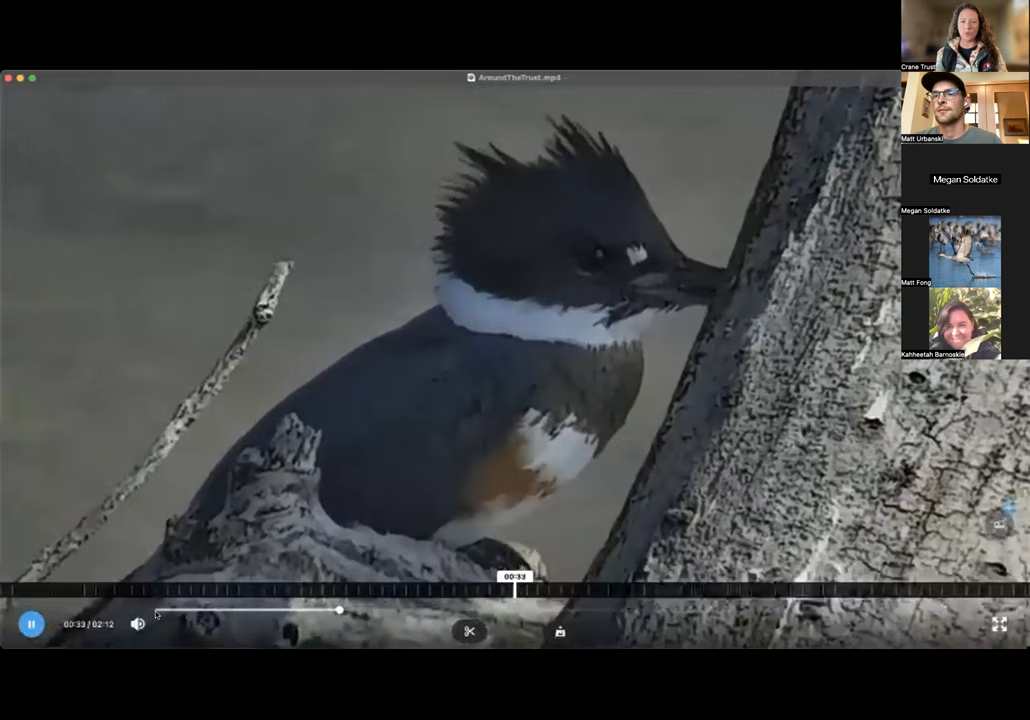 AroundTheTrust.mp4
Crane Trust
Matt Urbanski
Megan Soldatke
Megan Soldatke
Matt Fong
Kahheetah Barnoskie
00:33
00:33 / 02:12